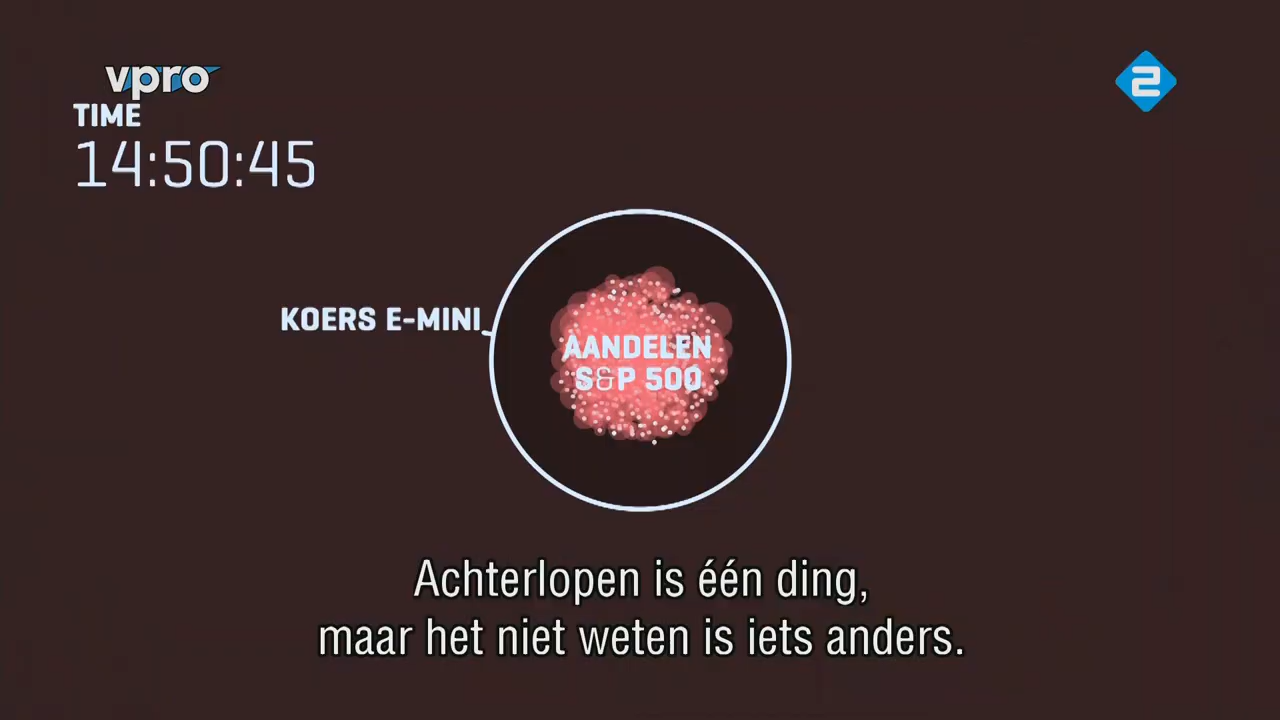 vpro
2
TIME
14:50:45
KOERS E-MINI
AANDELEN
S&P 500
Achterlopen is één ding,
maar het niet weten is iets anders.